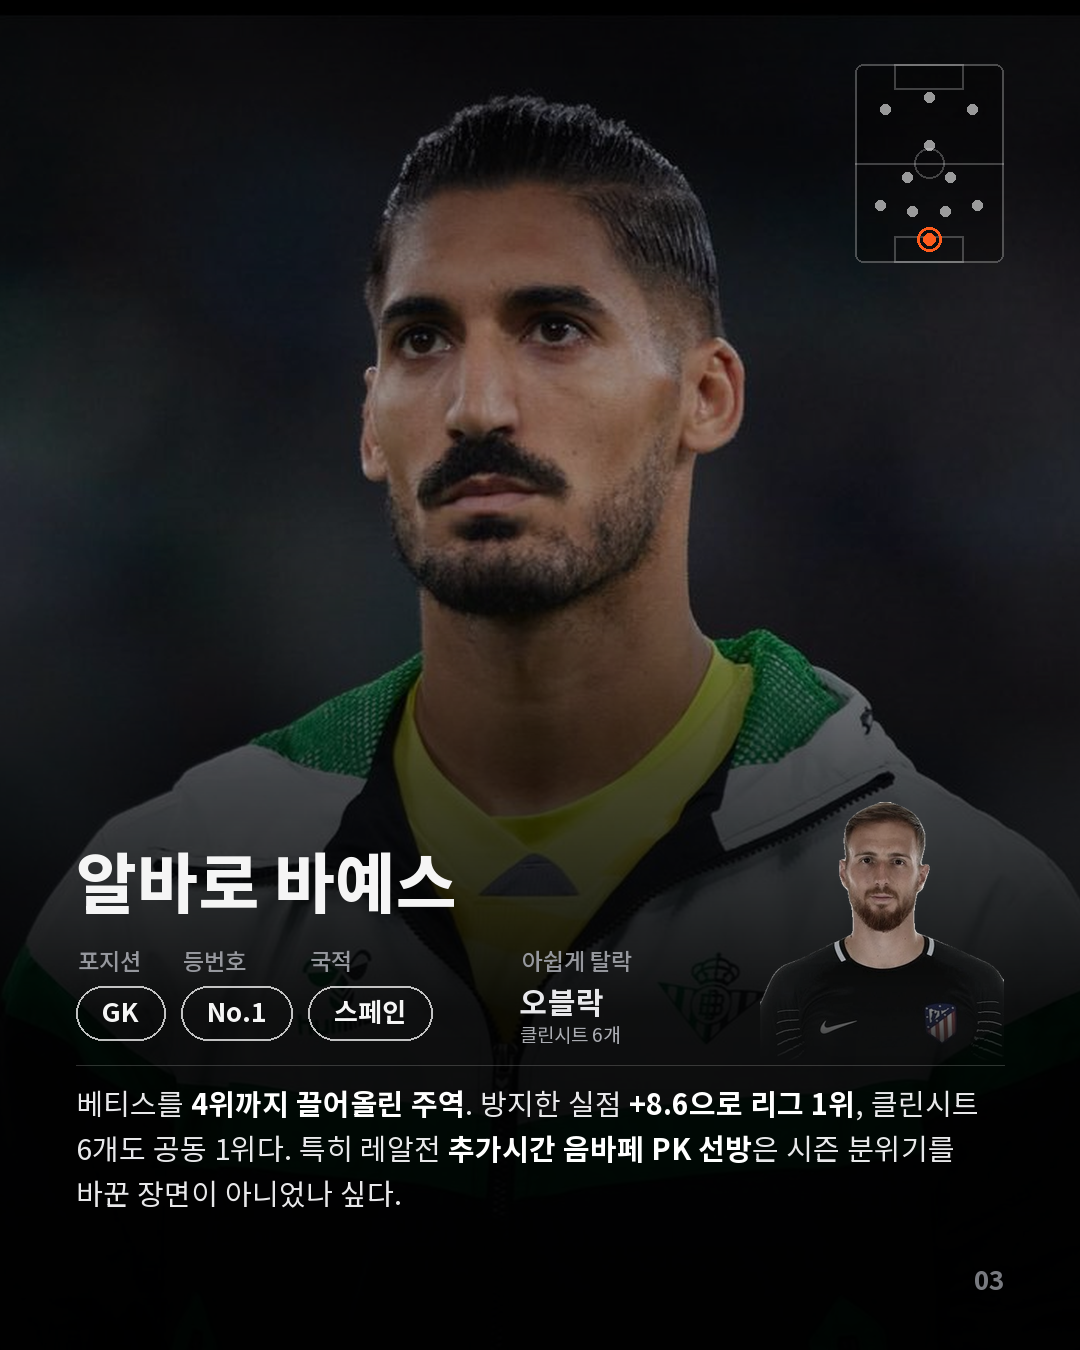 알바로 바예스
포지션 등번호 국적 아쉽게 탈락
GK No.1 스페인 오블락
클린시트 6개
베티스를 4위까지 끌어올린 주역. 방지한 실점 +8.6으로 리그 1위, 클린시트
6개도 공동 1위다. 특히 레알전 추가시간 음바페 PK 선방은 시즌 분위기를
바꾼 장면이 아니었나 싶다.
03